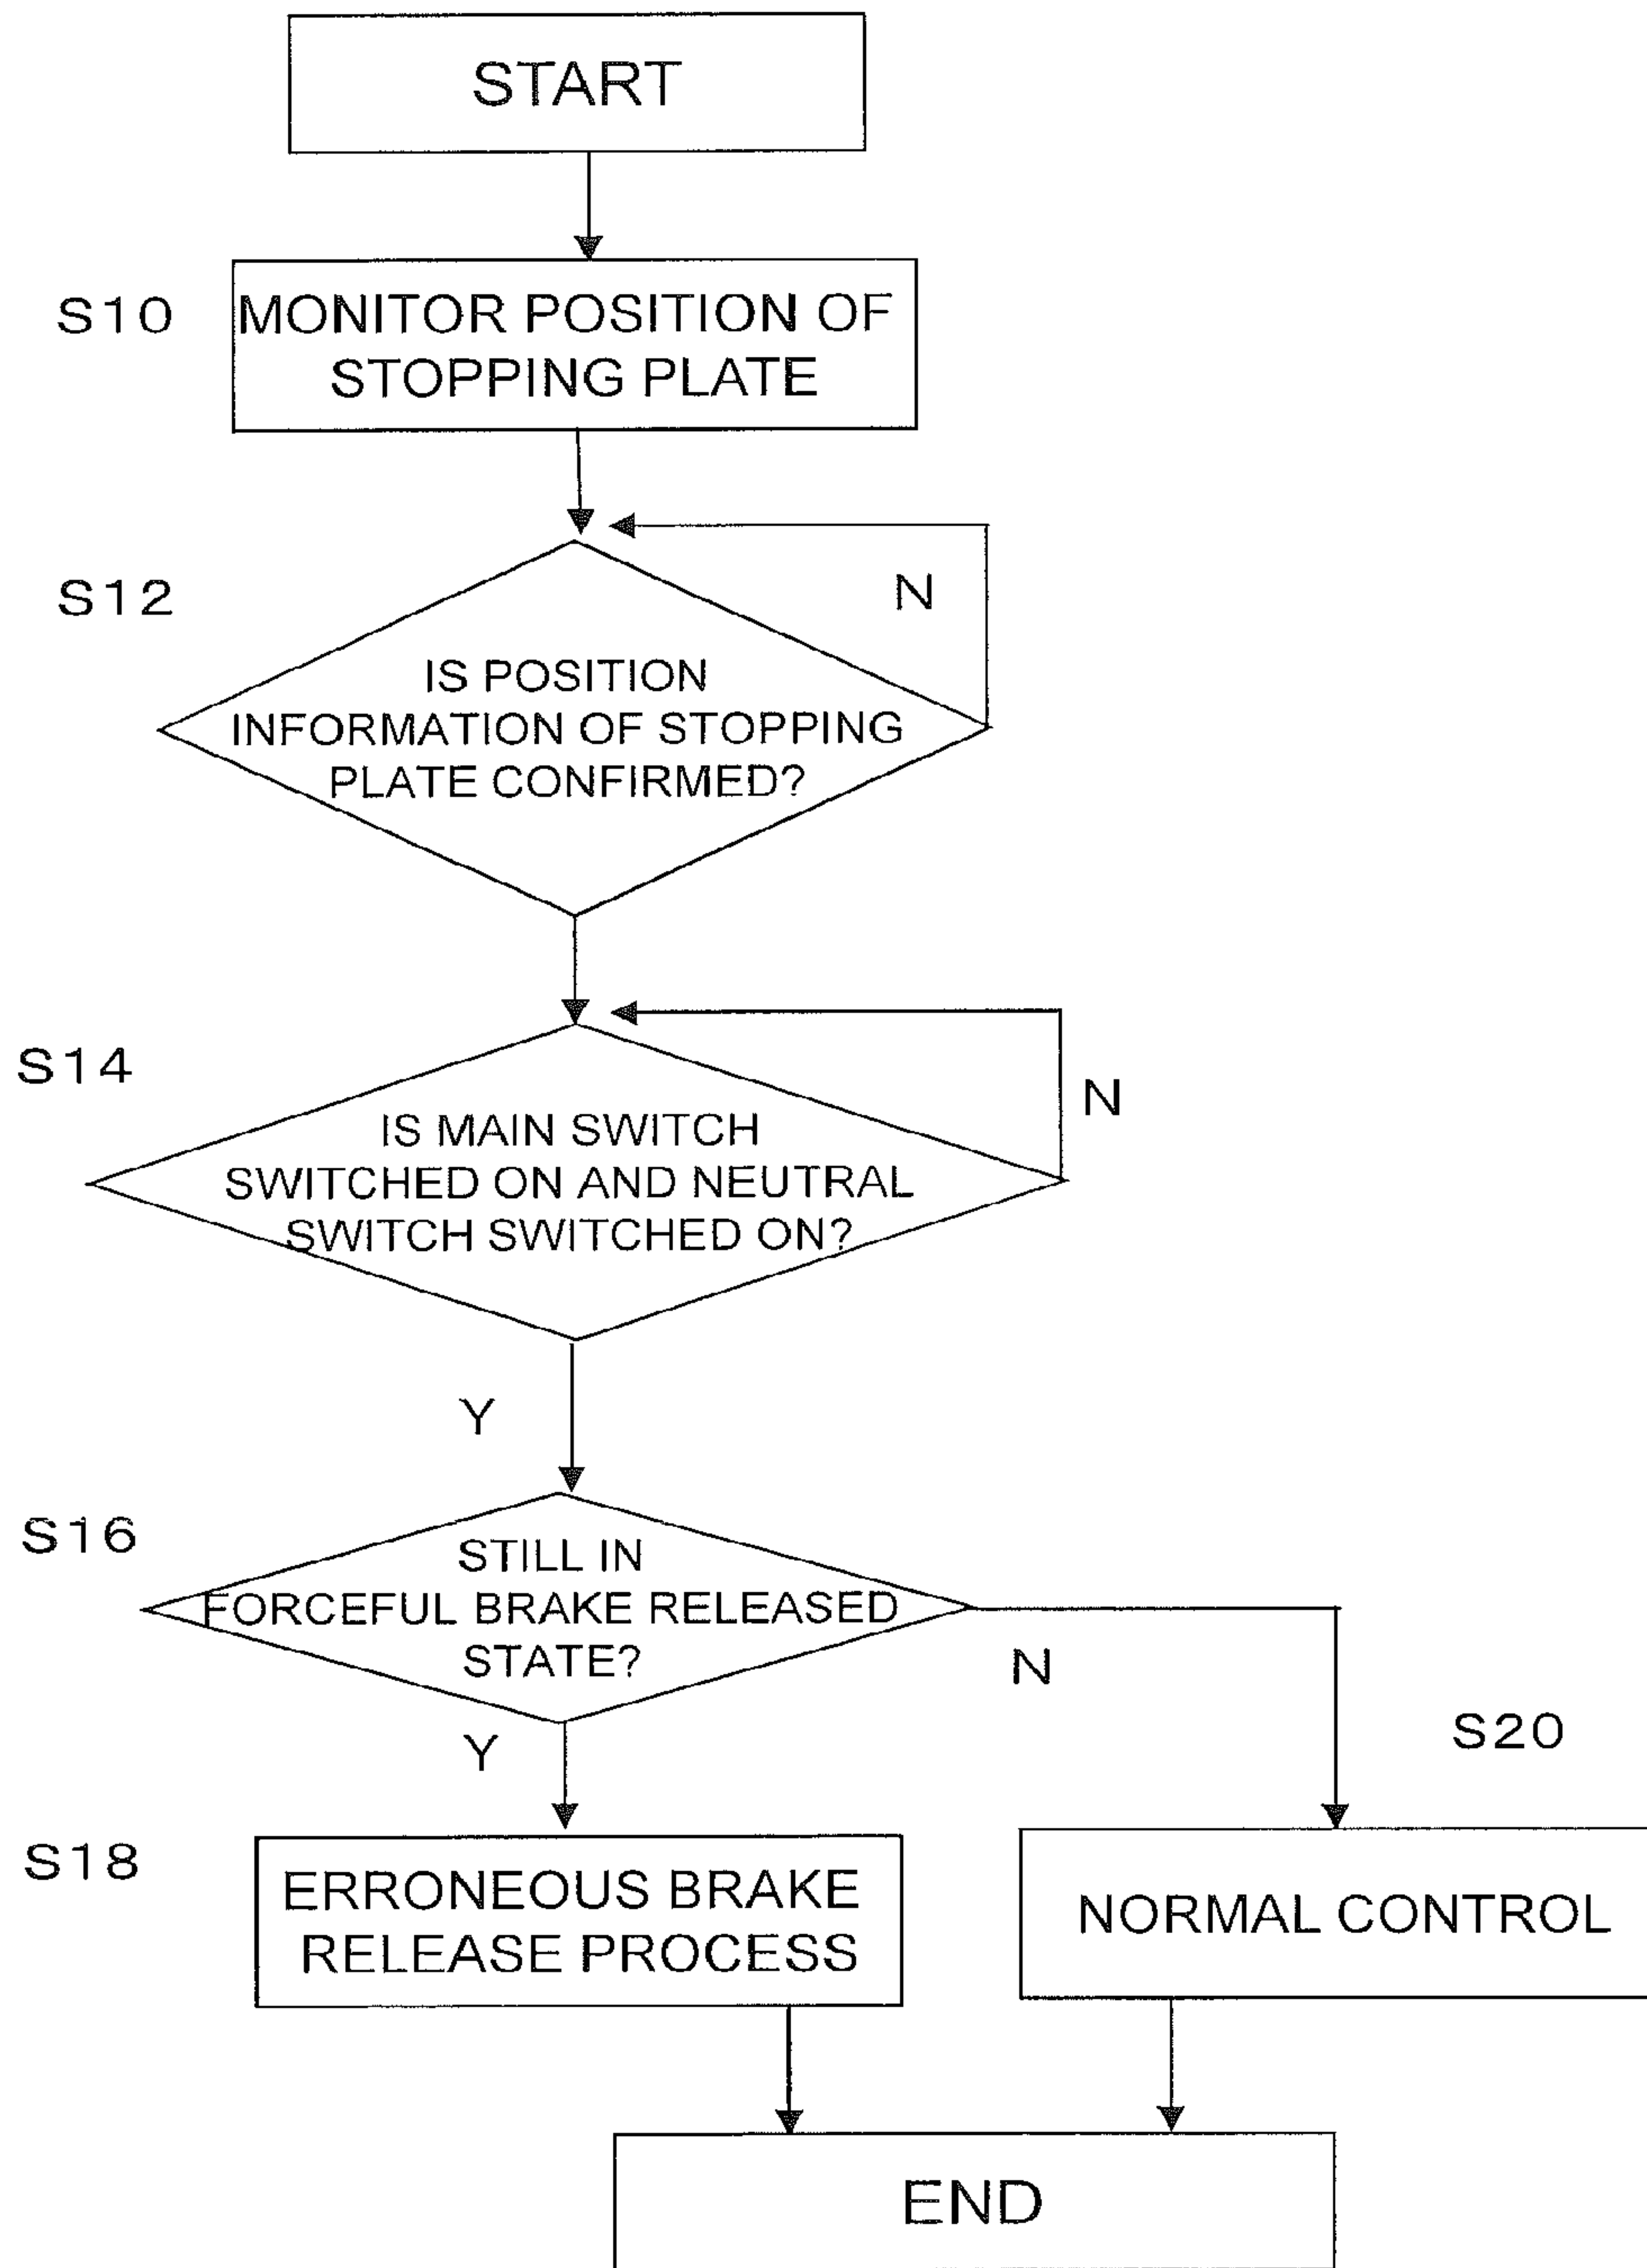 START
S10
MONITOR POSITION OF
STOPPING PLATE
S12
N
IS POSITION
INFORMATION OF STOPPING
PLATE CONFIRMED?
S14
N
IS MAIN SWITCH
SWITCHED ON AND NEUTRAL
SWITCH SWITCHED ON?
Y
S16
STILL IN
FORCEFUL BRAKE RELEASED
STATE?
N
Y
S20
S18
ERRONEOUS BRAKE
RELEASE PROCESS
NORMAL CONTROL
END